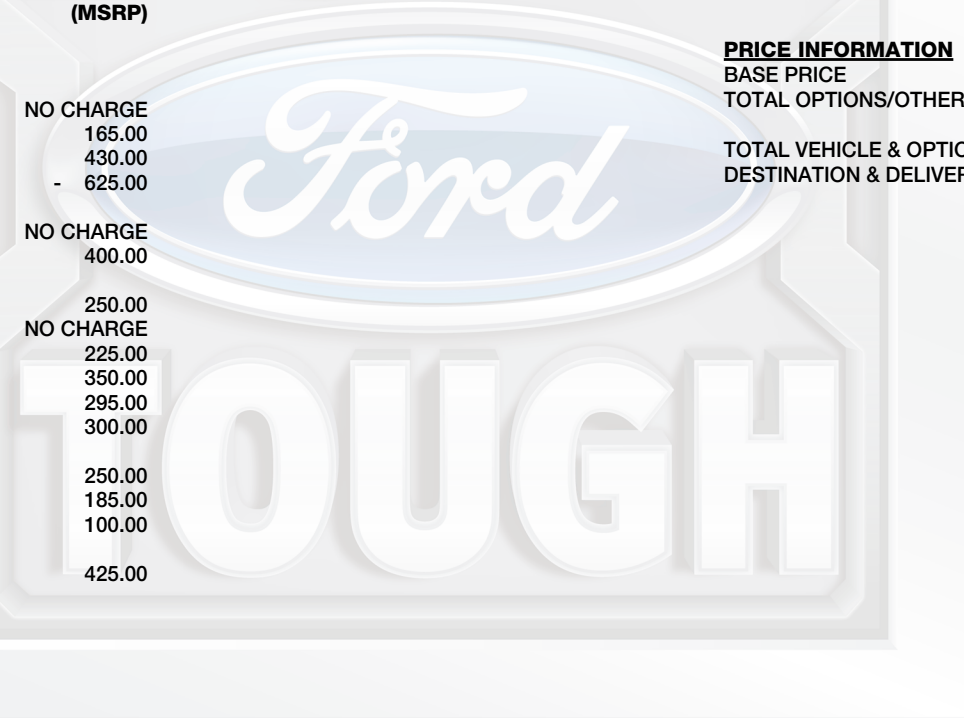 (MSRP)
NO CHARGE
165.00
430.00
- 625.00
NO CHARGE
400.00
250.00
NO CHARGE
225.00
350.00
295.00
300.00
250.00
185.00
100.00
425.00
PRICE INFORMATION
BASE PRICE
TOTAL OPTIONS/OTHER
TOTAL VEHICLE &
DESTINATION &
Ford
TOUGH